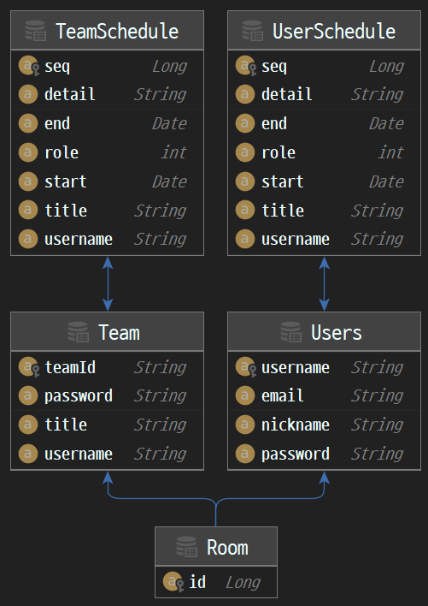 TeamSchedule
seq Long
detail String
end Date
role int
start Date
title String
username String
UserSchedule
seq Long
detail String
end Date
role int
start Date
title String
username String
Team
teamId String
password String
title String
username String
Users
username String
email String
nickname String
password String
Room
id Long